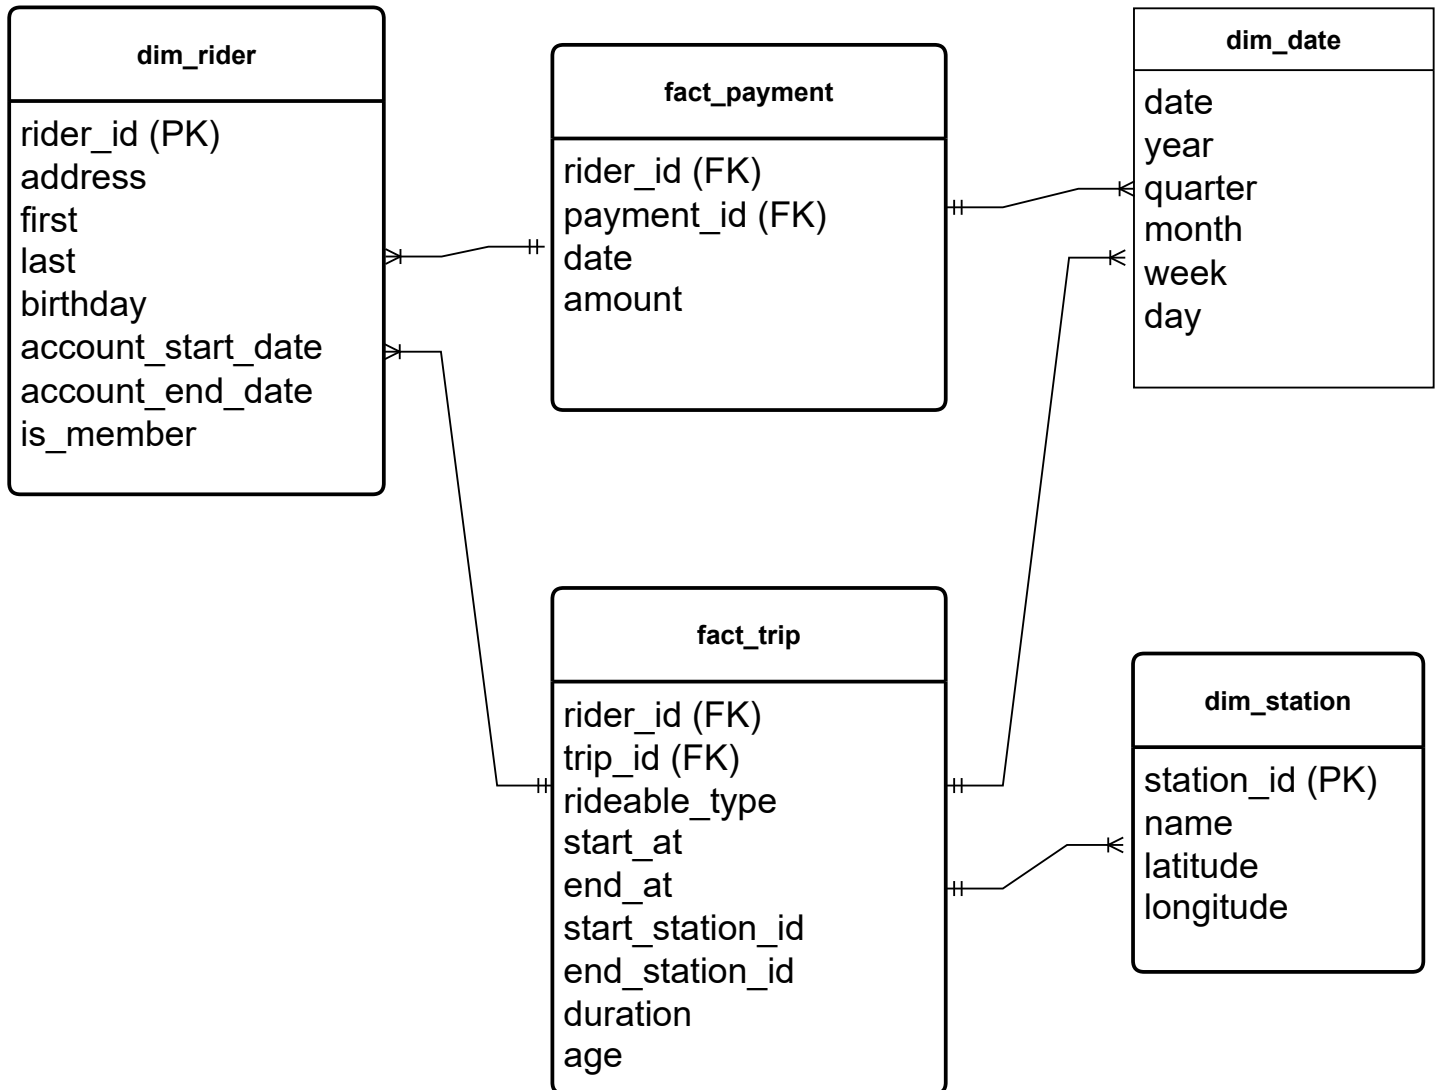 dim_rider
rider_id (PK)
address
first
last
birthday
account_start_date
account_end_date
is_member
fact_payment
rider_id (FK)
payment_id (FK)
date
amount
dim_date
date
year
quarter
month
week
day
fact_trip
rider_id (FK)
trip_id (FK)
rideable_type
start_at
end_at
start_station_id
end_station_id
duration
age
dim_station
station_id (PK)
name
latitude
longitude